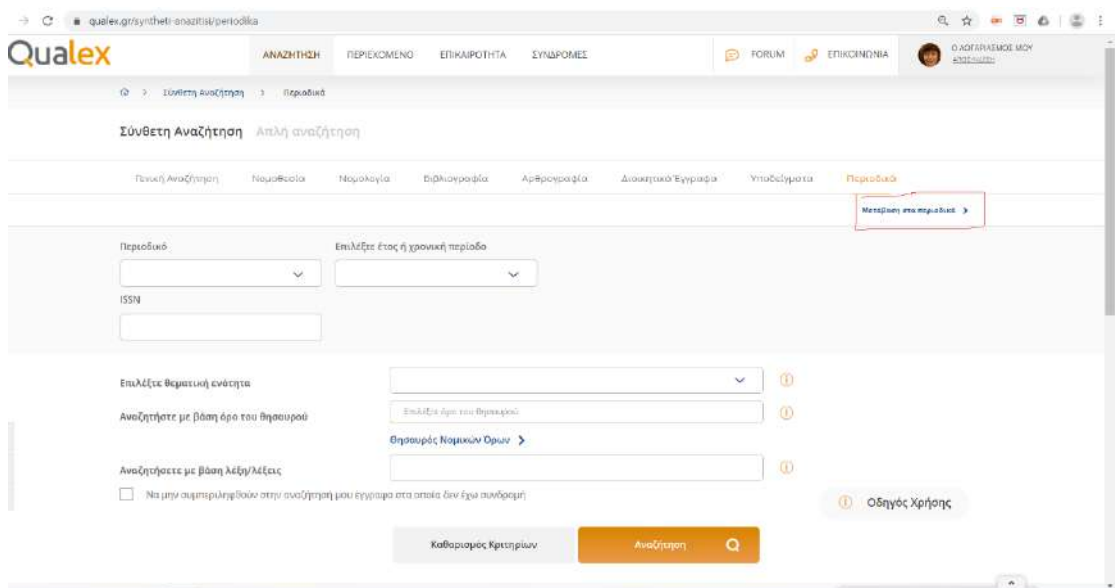 qualex.gr/syntheti-anazitisi/periodika
Qualex
ΑΝΑΖΗΤΗΣΗ ΠΕΡΙΕΧΟΜΕΝΟ ΕΠΙΚΑΙΡΟΤΗΤΑ ΣΥΝΔΡΟΜΕΣ FORUM ΕΠΙΚΟΙΝΩΝΙΑ Ο ΛΟΓΑΡΙΑΣΜΟΣ ΜΟΥ
ΑΠΟΣΥΝΔΕΣΗ
Σύνθετη Αναζήτηση Περιοδικά
Σύνθετη Αναζήτηση Απλή αναζήτηση
Γενική Αναζήτηση Νομοθεσία Νομολογία Βιβλιογραφία Αρθρογραφία Διοικητικά Έγγραφα Υποδείγματα Περιοδικά
Μετάβαση στα περιοδικά
Περιοδικό Επιλέξτε έτος ή χρονική περίοδο
ISSN
Επιλέξτε θεματική ενότητα
Αναζητήστε με βάση όρο του θησαυρού Επιλέξτε όρο του θησαυρού
Θησαυρός Νομικών Όρων
Αναζητήσετε με βάση λέξη/λέξεις
Να μην συμπεριληφθούν στην αναζήτησή μου έγγραφα στα οποία δεν έχω συνδρομή
Οδηγός Χρήσης
Καθαρισμός Κριτηρίων Αναζήτηση